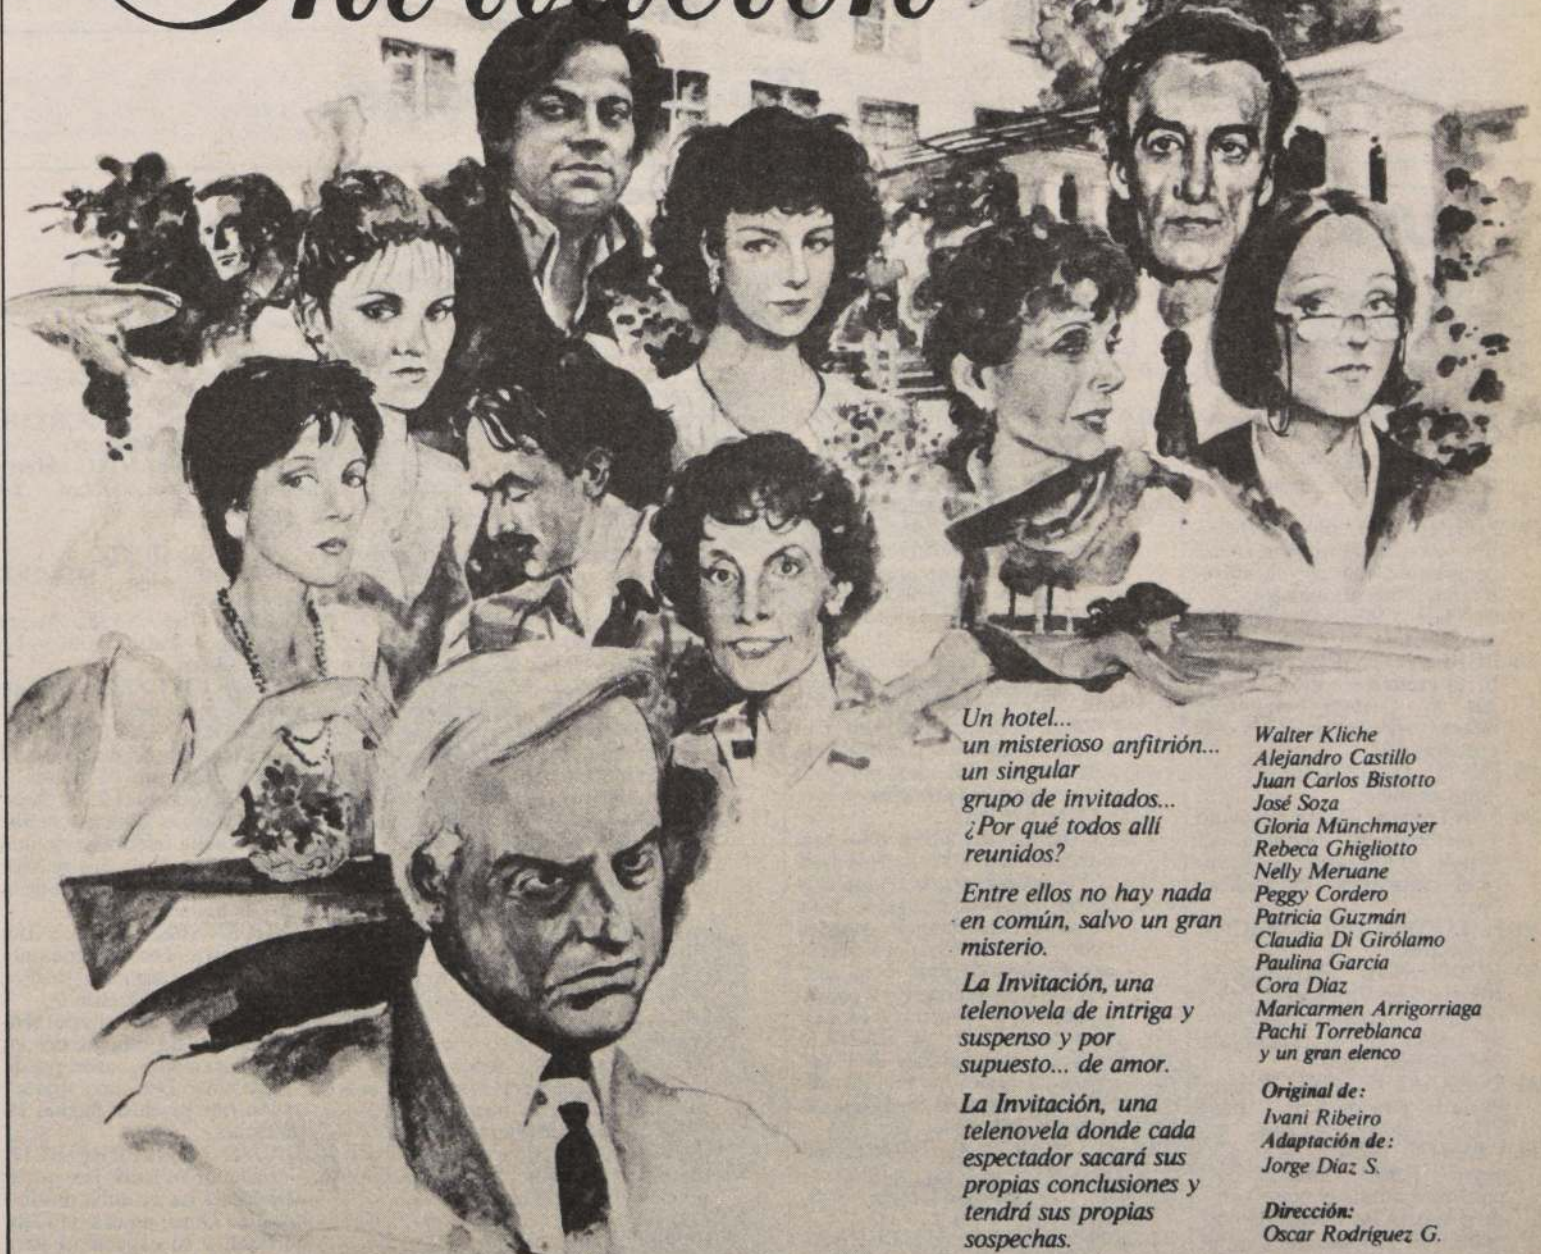 Invitación
Un hotel...
un misterioso anfitrión...
un singular
grupo de invitados...
¿Por qué todos allí
reunidos?
Entre ellos no hay nada
en común, salvo un gran
misterio.
La Invitación, una
telenovela de intriga y
suspenso y por
supuesto... de amor.
La Invitación, una
telenovela donde cada
espectador sacará sus
propias conclusiones y
tendrá sus propias
sospechas.
Walter Kliche
Alejandro Castillo
Juan Carlos Bistotto
José Soza
Gloria Münchmayer
Rebeca Ghigliotto
Nelly Meruane
Peggy Cordero
Patricia Guzmán
Claudia Di Girólamo
Paulina García
Cora Díaz
Maricarmen Arrigorriaga
Pachi Torreblanca
y un gran elenco
Original de:
Ivani Ribeiro
Adaptación de:
Jorge Díaz S.
Dirección:
Oscar Rodríguez G.